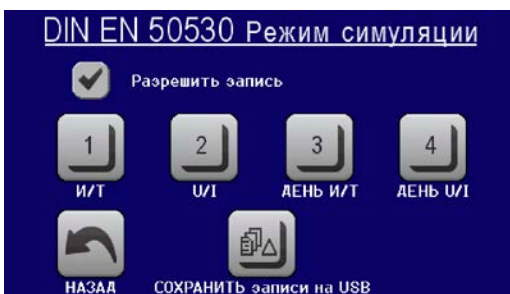 DIN EN 50530 Режим симуляции
Разрешить запись
1 2 3 4
И/Т U/I ДЕНЬ И/Т ДЕНЬ U/I
НАЗАД СОХРАНИТЬ записи на USB